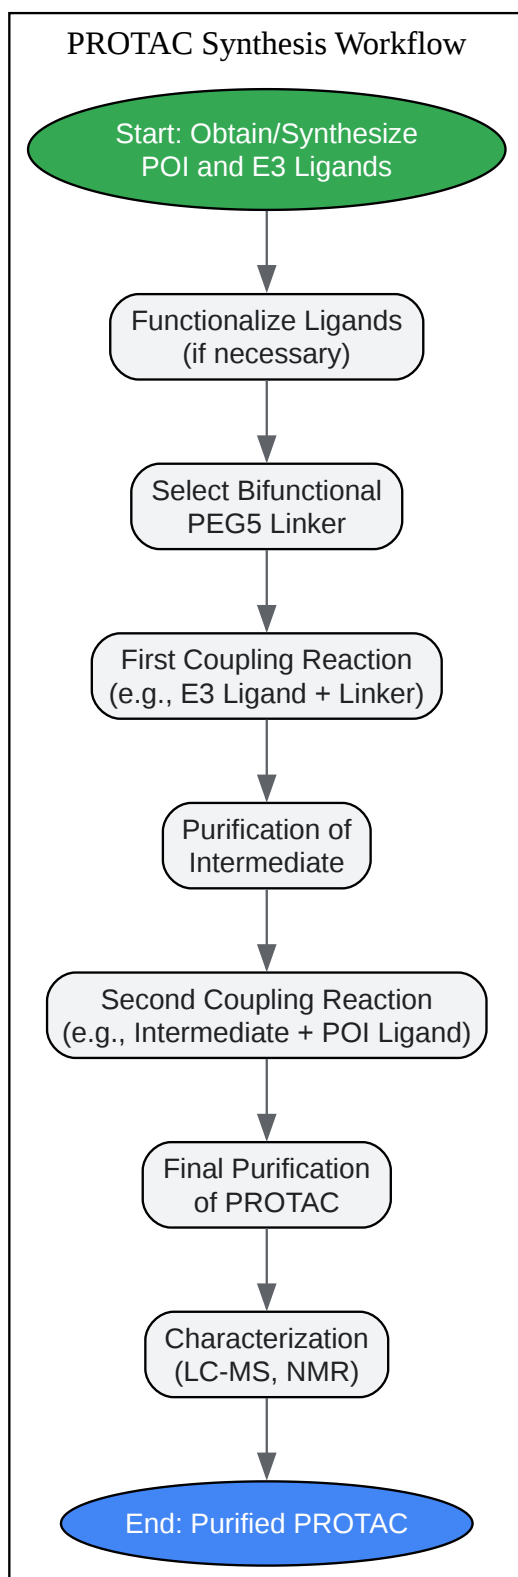 PROTAC Synthesis Workflow
Start: Obtain/Synthesize
POI and E3 Ligands
Functionalize Ligands
(if necessary)
Select Bifunctional
PEG5 Linker
First Coupling Reaction
(e.g., E3 Ligand + Linker)
Purification of
Intermediate
Second Coupling Reaction
(e.g., Intermediate + POI Ligand)
Final Purification
of PROTAC
Characterization
(LC-MS, NMR)
End: Purified PROTAC